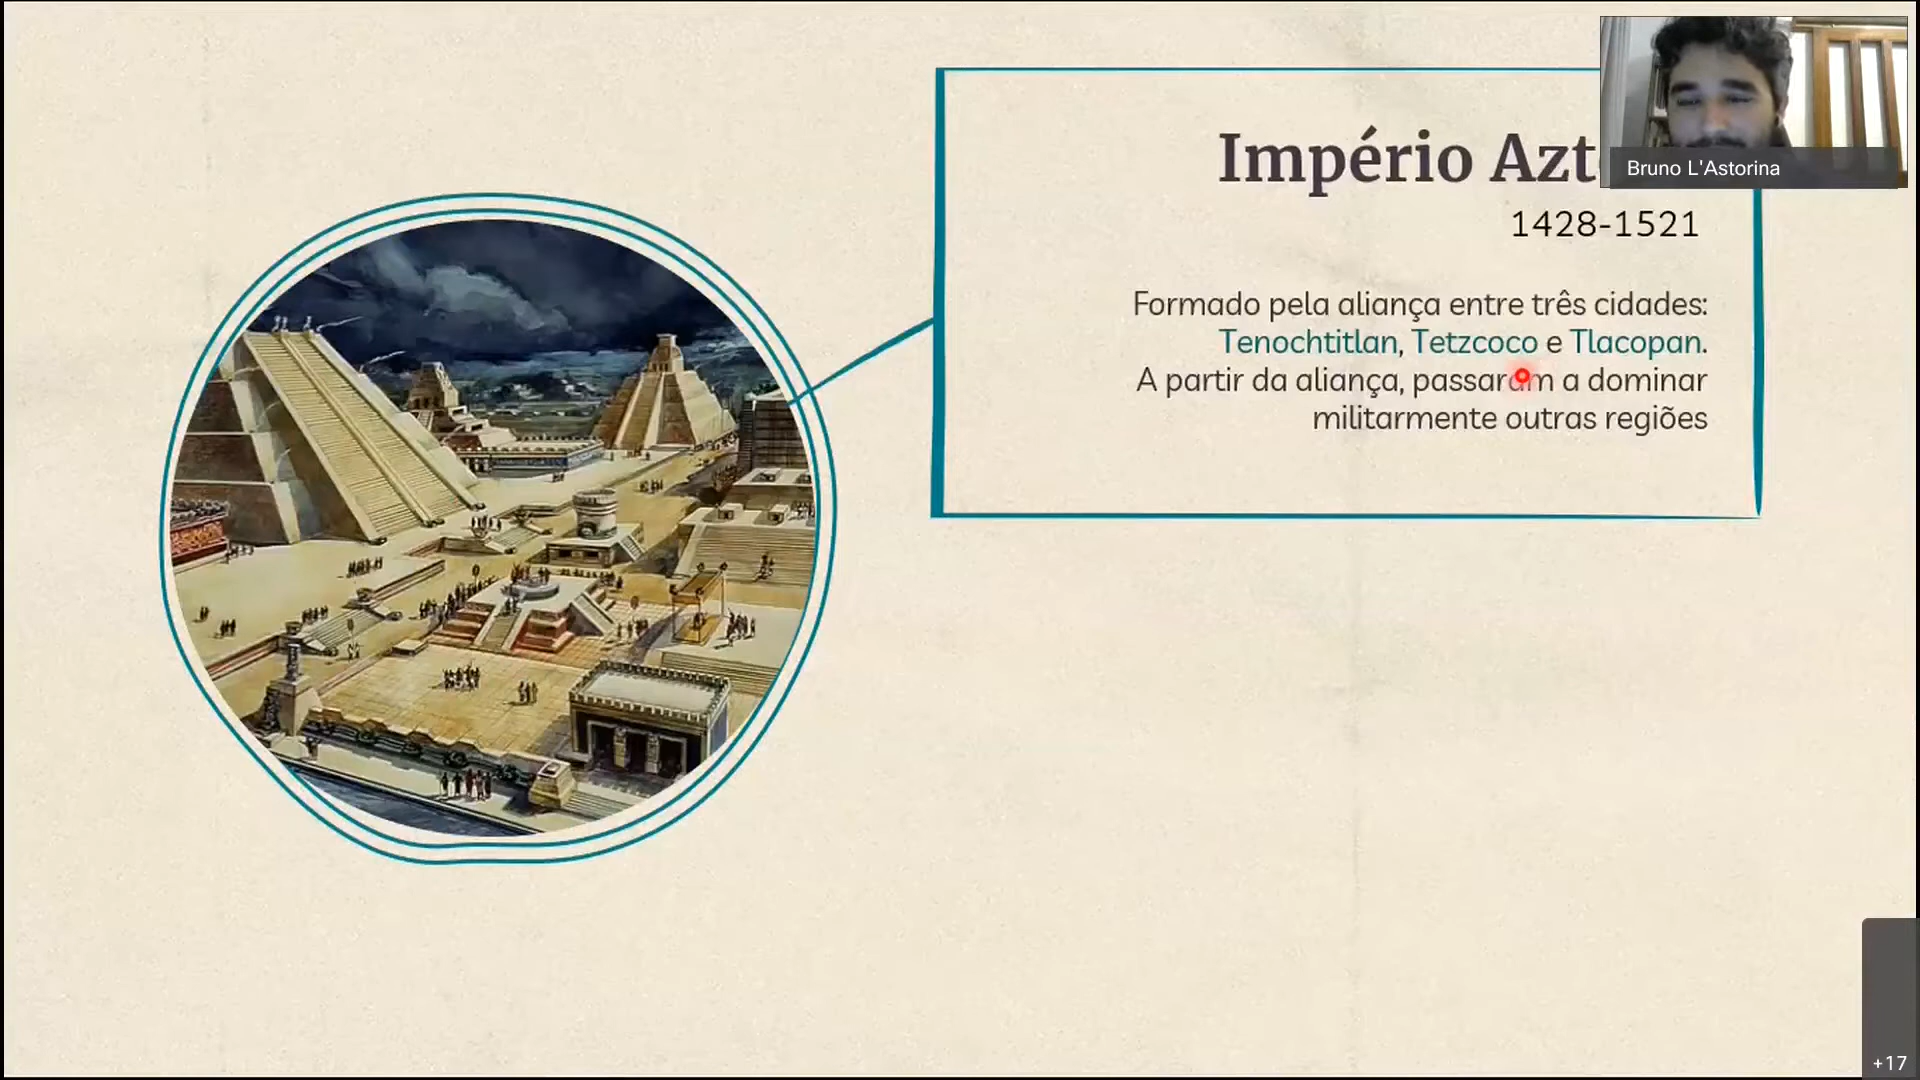 Império Azt
Bruno L'Astorina
1428-1521
Formado pela aliança entre três cidades:
Tenochtitlan, Tetzcoco e Tlacopan.
A partir da aliança, passaram a dominar
militarmente outras regiões
+17